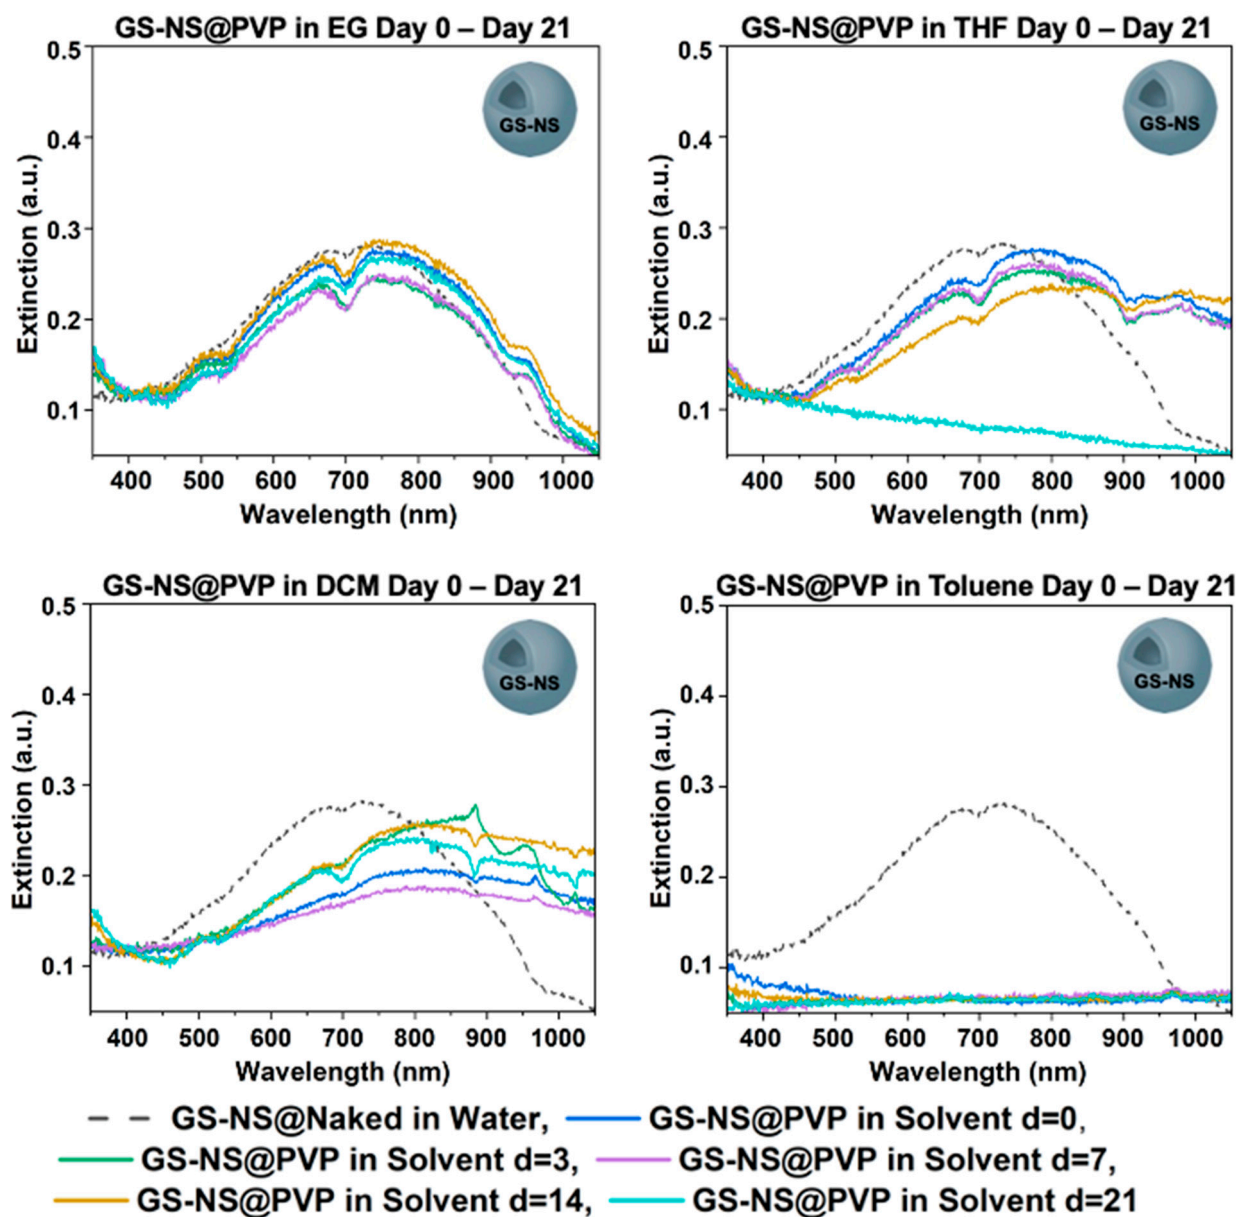 GS-NS@PVP in EG Day 0 – Day 21
GS-NS@PVP in THF Day 0 – Day 21
0.5
0.4
0.3
0.2
0.1
Extinction (a.u.)
GS-NS
400 500 600 700 800 900 1000
Wavelength (nm)
0.5
0.4
0.3
0.2
0.1
Extinction (a.u.)
GS-NS
400 500 600 700 800 900 1000
Wavelength (nm)
GS-NS@PVP in DCM Day 0 – Day 21
GS-NS@PVP in Toluene Day 0 – Day 21
0.5
0.4
0.3
0.2
0.1
Extinction (a.u.)
GS-NS
400 500 600 700 800 900 1000
Wavelength (nm)
0.5
0.4
0.3
0.2
0.1
Extinction (a.u.)
GS-NS
400 500 600 700 800 900 1000
Wavelength (nm)
GS-NS@Naked in Water, GS-NS@PVP in Solvent d=0,
GS-NS@PVP in Solvent d=3, GS-NS@PVP in Solvent d=7,
GS-NS@PVP in Solvent d=14, GS-NS@PVP in Solvent d=21